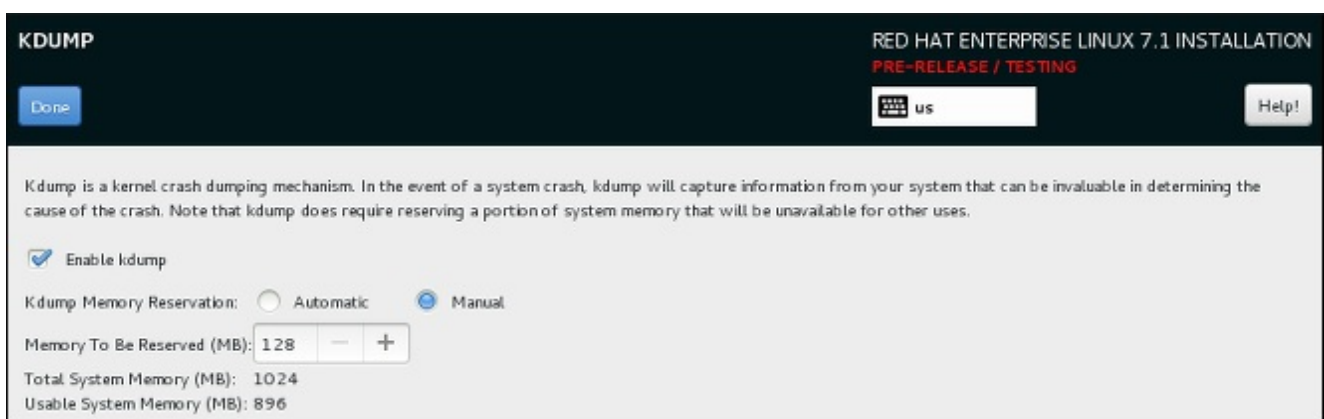 KDUMP
RED HAT ENTERPRISE LINUX 7.1 INSTALLATION
PRE-RELEASE / TESTING
Done
us
Help!
Kdump is a kernel crash dumping mechanism. In the event of a system crash, kdump will capture information from your system that can be invaluable in determining the
cause of the crash. Note that kdump does require reserving a portion of system memory that will be unavailable for other uses.
Enable kdump
Kdump Memory Reservation: Automatic Manual
Memory To Be Reserved (MB): 128 − +
Total System Memory (MB): 1024
Usable System Memory (MB): 896